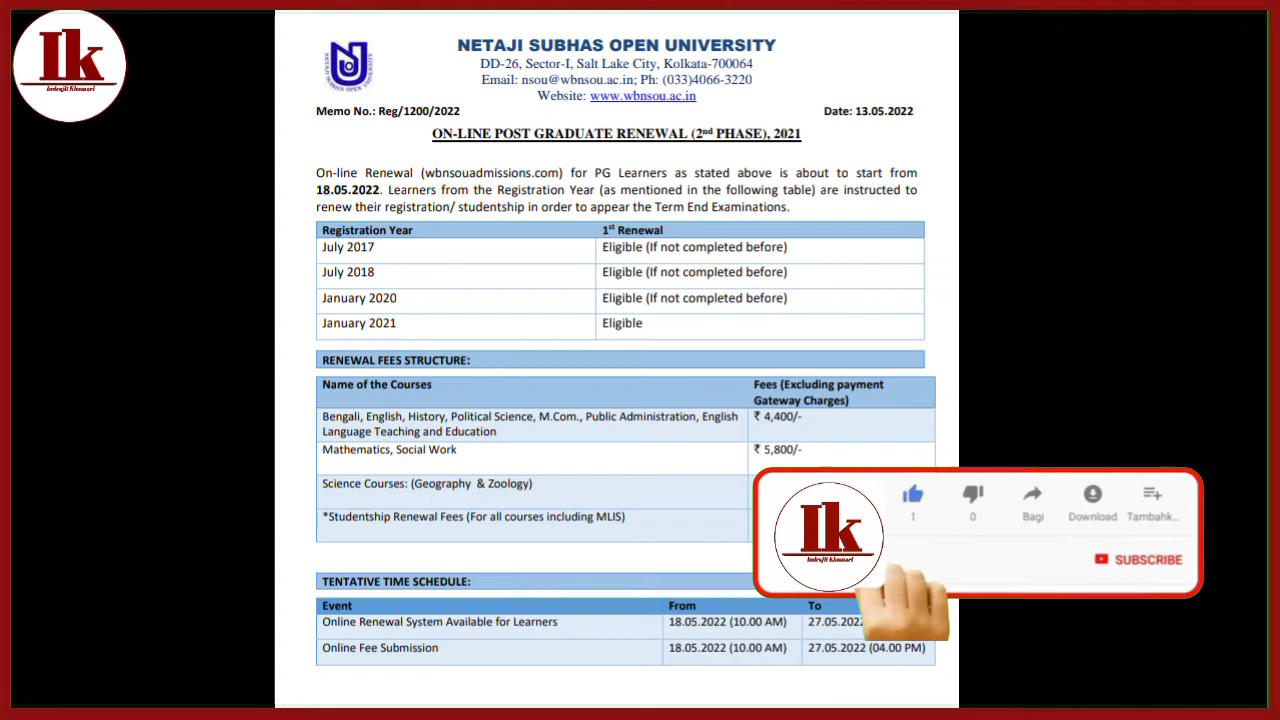 Ik
Indrajit Khansari
NETAJI SUBHAS OPEN UNIVERSITY
DD-26, Sector-I, Salt Lake City, Kolkata-700064
Email: nsou@wbnsou.ac.in; Ph: (033)4066-3220
Website: www.wbnsou.ac.in
Memo No.: Reg/1200/2022 Date: 13.05.2022
ON-LINE POST GRADUATE RENEWAL (2nd PHASE), 2021
On-line Renewal (wbnsouadmissions.com) for PG Learners as stated above is about to start from
18.05.2022. Learners from the Registration Year (as mentioned in the following table) are instructed to
renew their registration/ studentship in order to appear the Term End Examinations.
Registration Year 1st Renewal
July 2017 Eligible (If not completed before)
July 2018 Eligible (If not completed before)
January 2020 Eligible (If not completed before)
January 2021 Eligible
RENEWAL FEES STRUCTURE:
Name of the Courses Fees (Excluding payment
Gateway Charges)
Bengali, English, History, Political Science, M.Com., Public Administration, English ₹ 4,400/-
Language Teaching and Education
Mathematics, Social Work ₹ 5,800/-
Science Courses: (Geography & Zoology)
*Studentship Renewal Fees (For all courses including MLIS)
1 0 Bagi Download Tambahk...
Ik
SUBSCRIBE
TENTATIVE TIME SCHEDULE:
Event From To
Online Renewal System Available for Learners 18.05.2022 (10.00 AM) 27.05.2022
Online Fee Submission 18.05.2022 (10.00 AM) 27.05.2022 (04.00 PM)